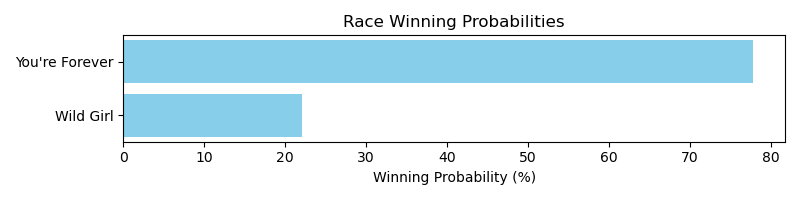 Race Winning Probabilities
You're Forever
Wild Girl
0 10 20 30 40 50 60 70 80
Winning Probability (%)